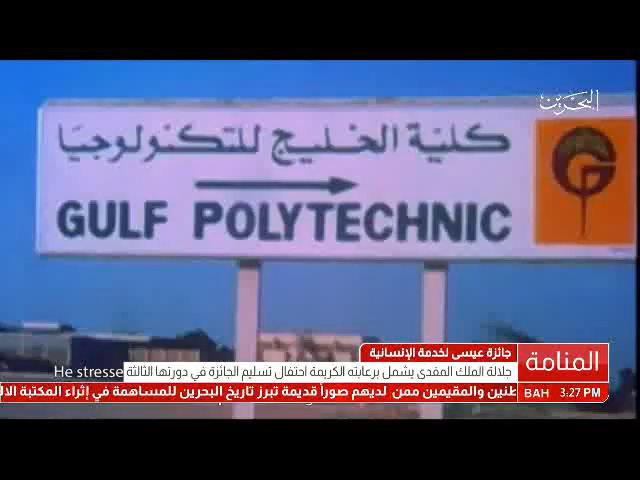 البحرين
كلية الخليج للتكنولوجيا
GULF POLYTECHNIC
جائزة عيسى لخدمة الإنسانية
المنامة
جلالة الملك المفدى يشمل برعايته الكريمة احتفال تسليم الجائزة في دورتها الثالثة
He stresse
BAH 3:27 PM
طنين والمقيمين ممن لديهم صوراً قديمة تبرز تاريخ البحرين للمساهمة في إثراء المكتبة الال